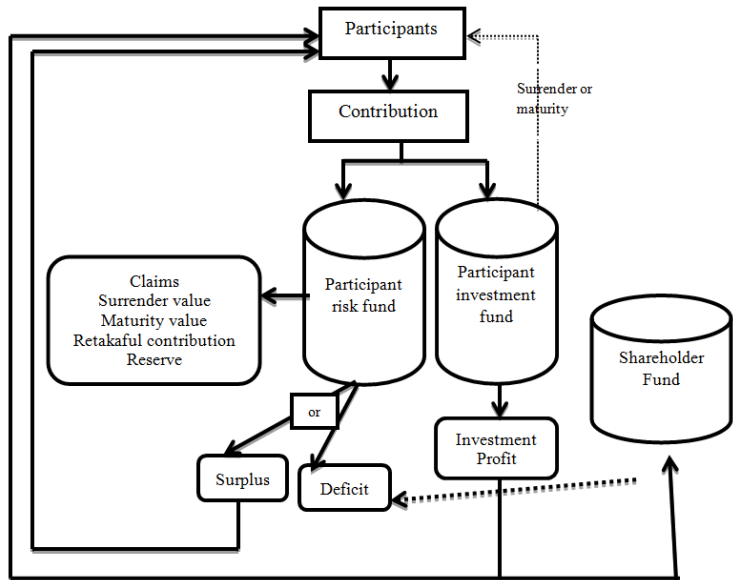 Participants
Surrender or
maturity
Contribution
Claims
Surrender value
Maturity value
Retakaful contribution
Reserve
Participant
risk fund
Participant
investment
fund
Shareholder
Fund
or
Investment
Profit
Surplus
Deficit